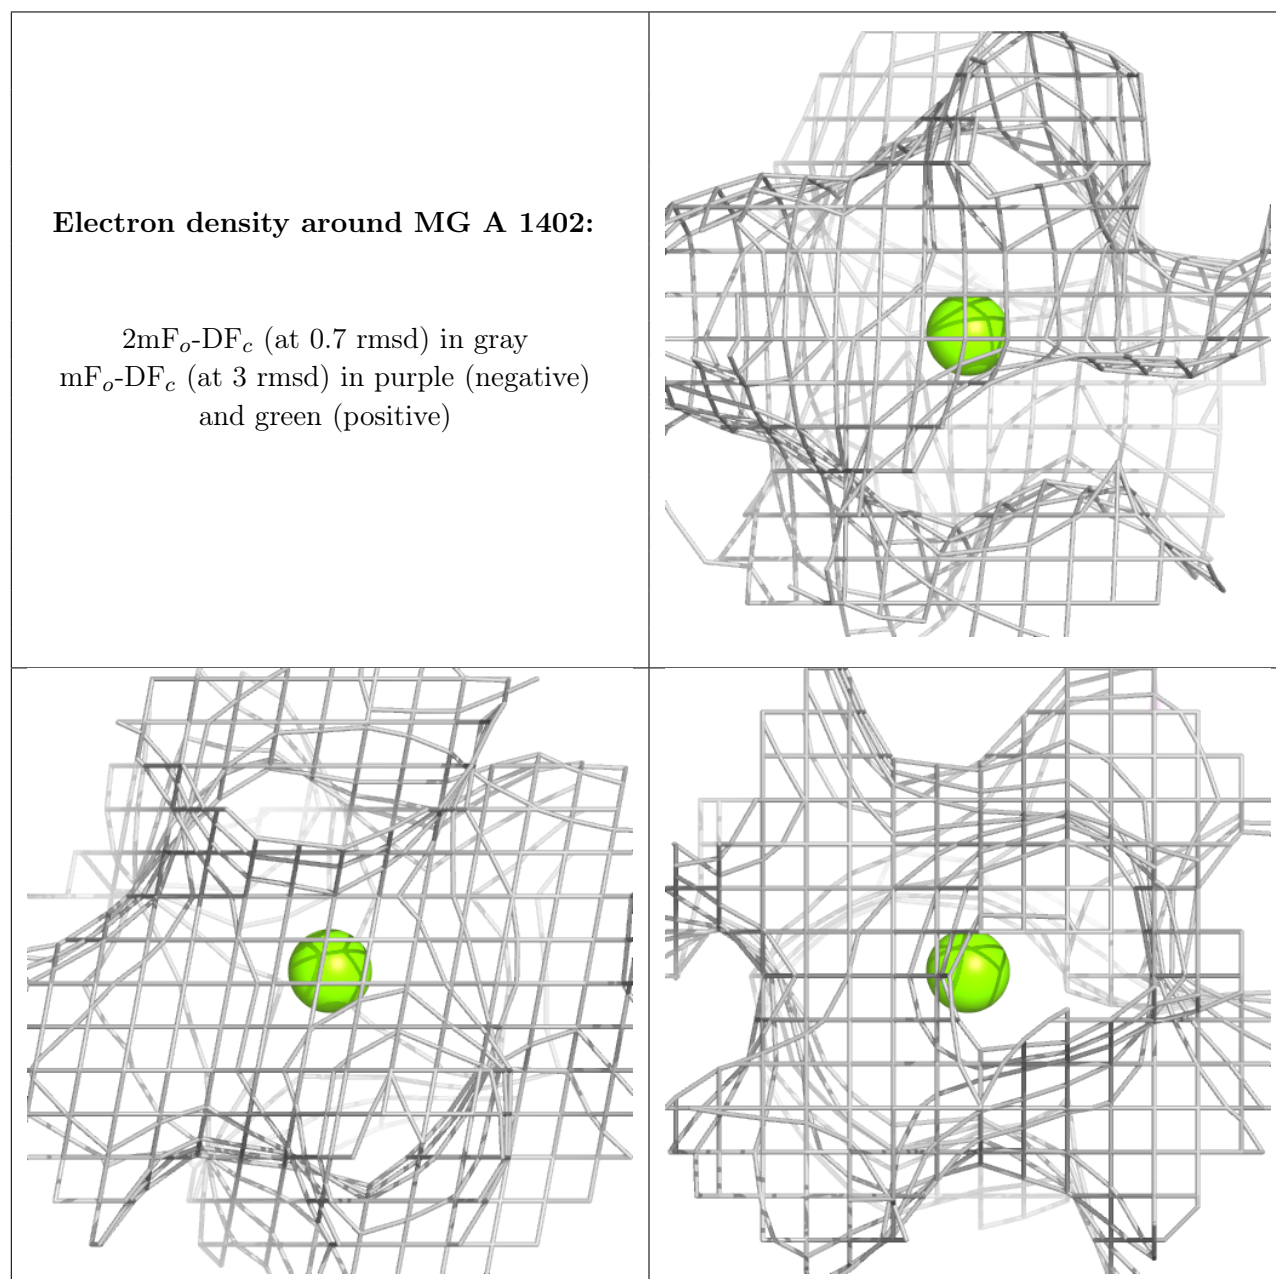 Electron density around MG A 1402:
2mFo-DFc (at 0.7 rmsd) in gray
mFo-DFc (at 3 rmsd) in purple (negative)
and green (positive)